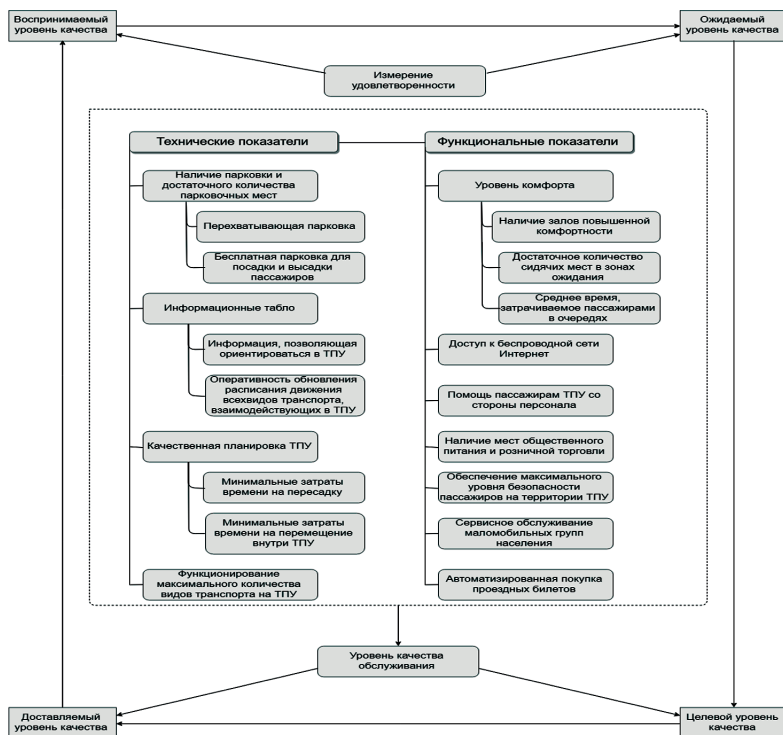 Воспринимаемый
уровень качества
Ожидаемый
уровень качества
Измерение
удовлетворенности
Технические показатели
Функциональные показатели
Наличие парковки и
достаточного количества
парковочных мест
Перехватывающая парковка
Бесплатная парковка для
посадки и высадки
пассажиров
Информационные табло
Информация, позволяющая
ориентироваться в ТПУ
Оперативность обновления
расписания движения
всехвидов транспорта,
взаимодействующих в ТПУ
Качественная планировка ТПУ
Минимальные затраты
времени на пересадку
Минимальные затраты
времени на перемещение
внутри ТПУ
Функционирование
максимального количества
видов транспорта на ТПУ
Уровень комфорта
Наличие залов повышенной
комфортности
Достаточное количество
сидячих мест в зонах
ожидания
Среднее время,
затрачиваемое пассажирами
в очередях
Доступ к беспроводной сети
Интернет
Помощь пассажирам ТПУ со
стороны персонала
Наличие мест общественного
питания и розничной торговли
Обеспечение максимального
уровня безопасности
пассажиров на территории ТПУ
Сервисное обслуживание
маломобильных групп
населения
Автоматизированная покупка
проездных билетов
Уровень качества
обслуживания
Доставляемый
уровень качества
Целевой уровень
качества